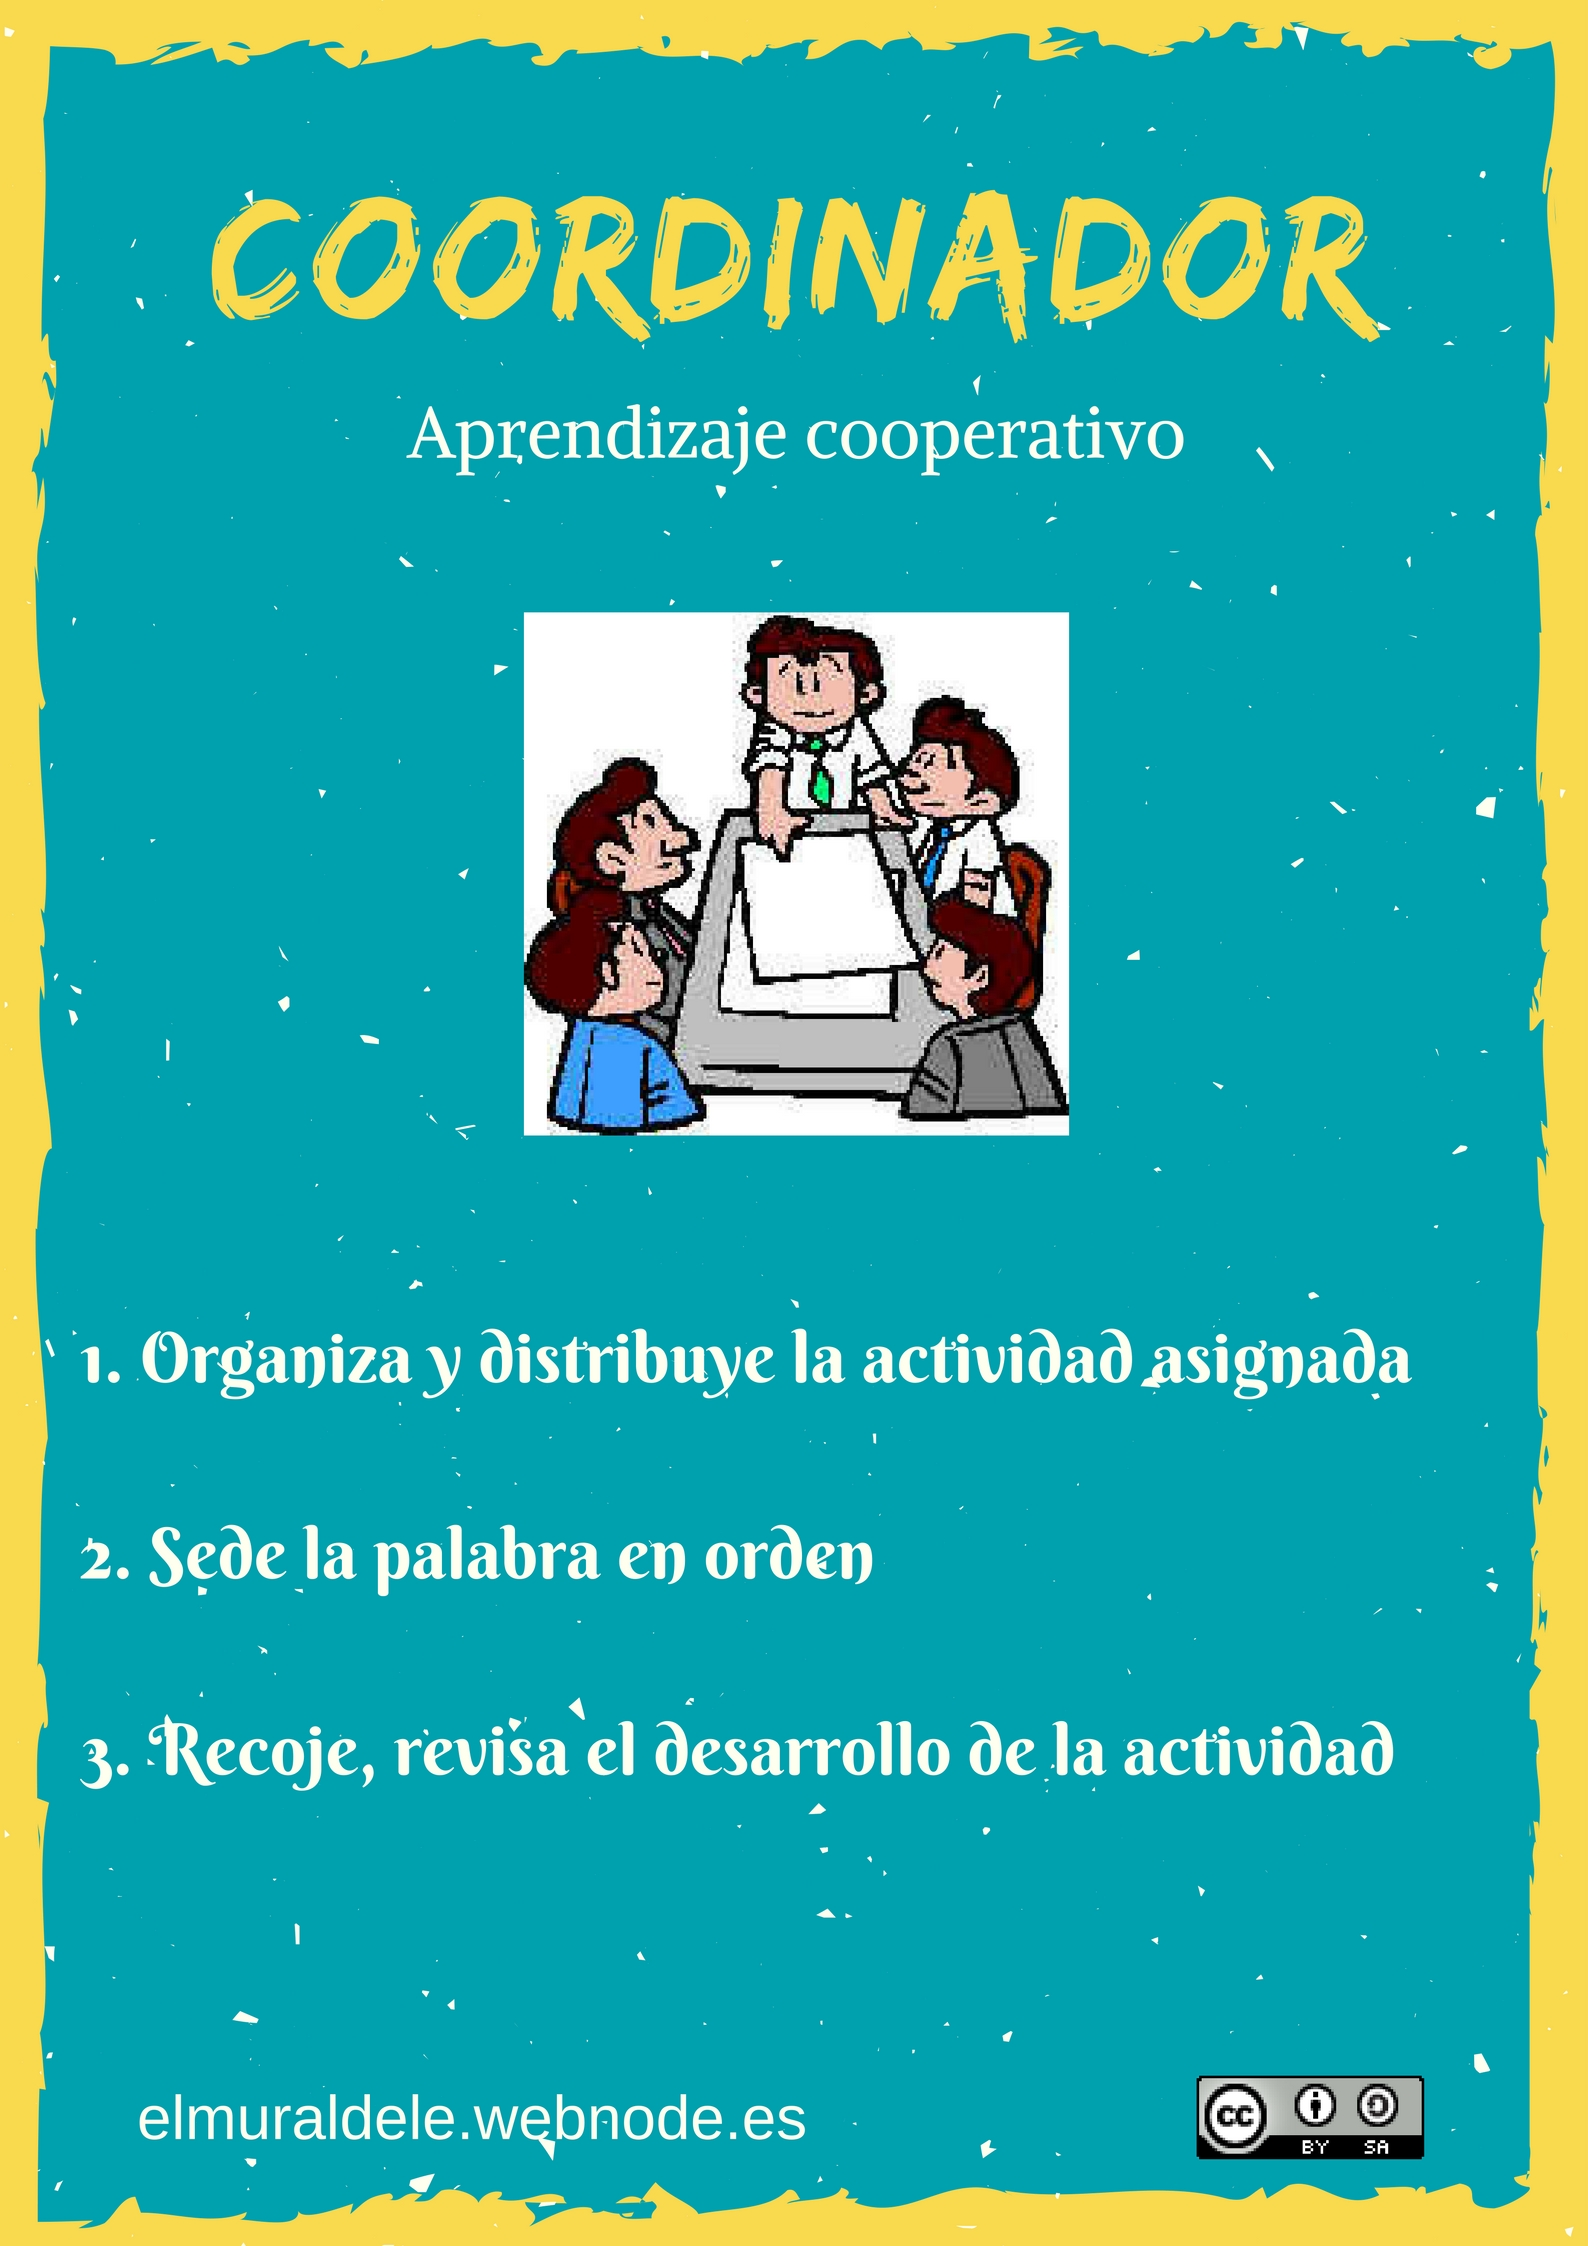 COORDINADOR
Aprendizaje cooperativo
1. Organiza y distribuye la actividad asignada
2. Sede la palabra en orden
3. Recoje, revisa el desarrollo de la actividad
elmuraldele.webnode.es
cc
BY SA